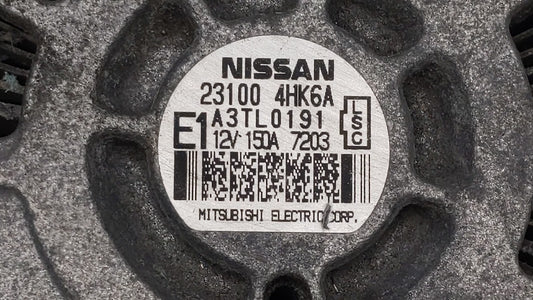 NISSAN
23100 4HK6A
A3TL0191
E1
12V 150A 7203
LSC
MITSUBISHI ELECTRIC CORP.